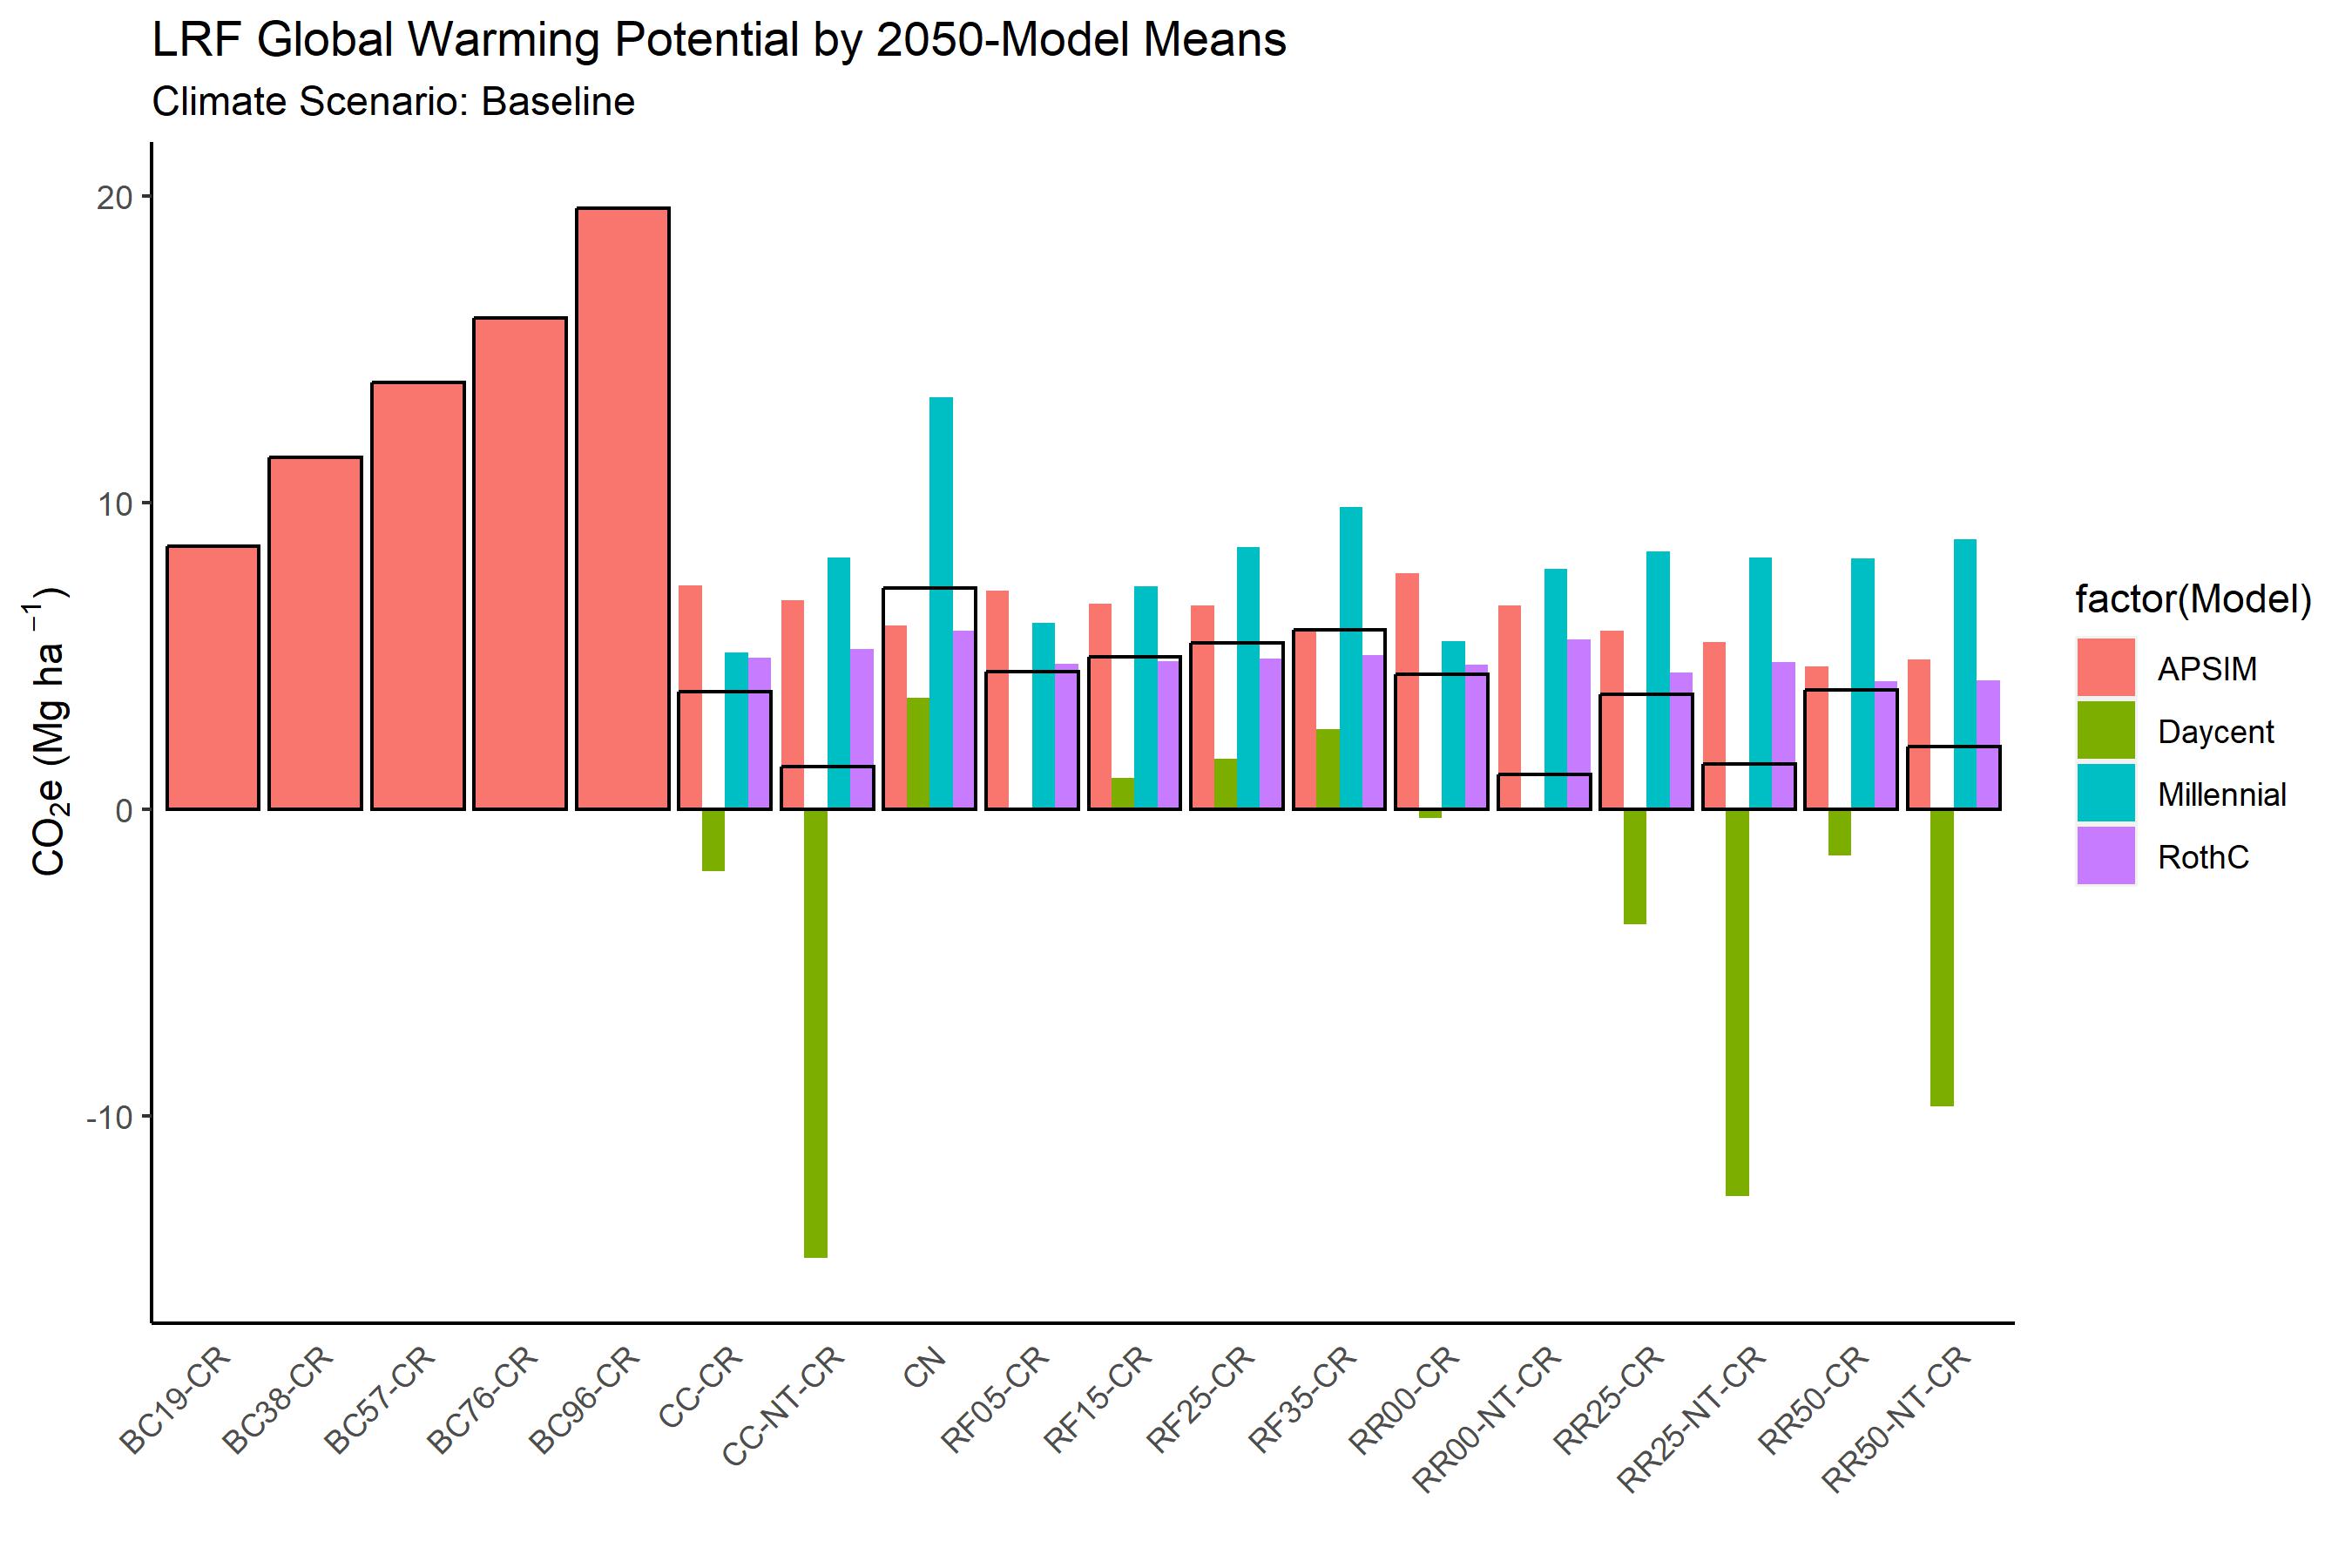 LRF Global Warming Potential by 2050-Model Means
Climate Scenario: Baseline
CO₂e (Mg ha ⁻¹)
20
10
0
-10
BC19-CR
BC38-CR
BC57-CR
BC76-CR
BC96-CR
CC-CR
CC-NT-CR
CN
RF05-CR
RF15-CR
RF25-CR
RF35-CR
RR00-CR
RR00-NT-CR
RR25-CR
RR25-NT-CR
RR50-CR
RR50-NT-CR
factor(Model)
APSIM
Daycent
Millennial
RothC